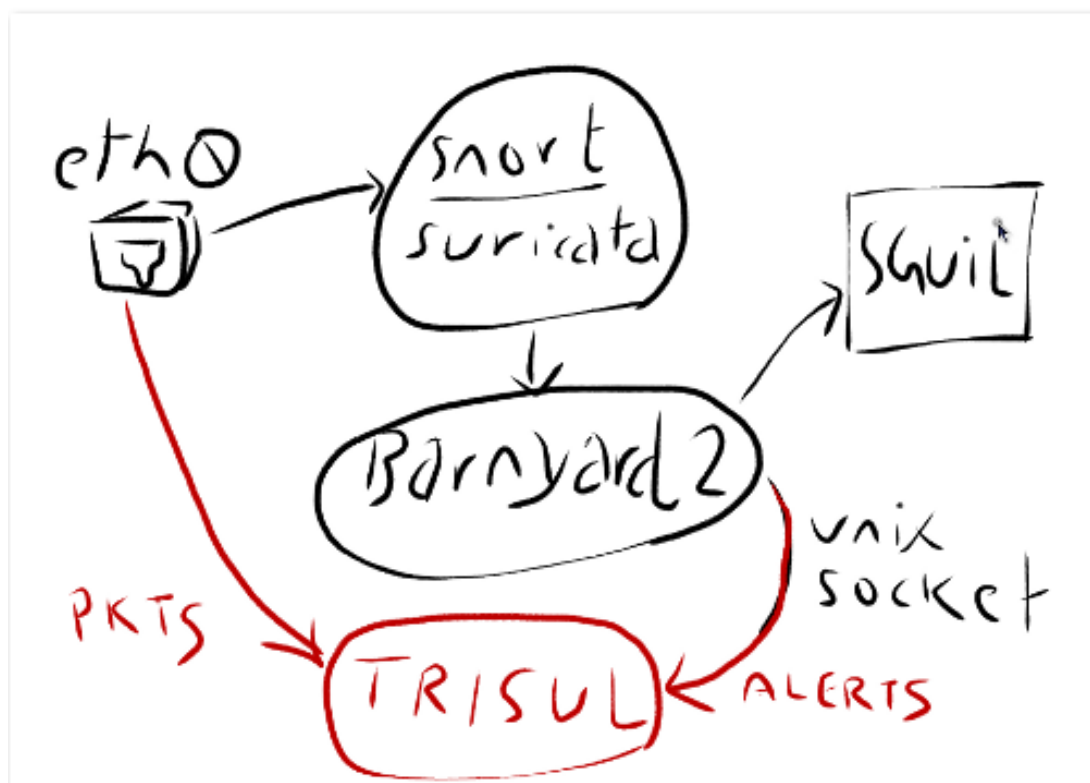 eth0
snort
suricata
SGUIL
Barnyard2
unix
socket
PKTS
TRISUL
ALERTS